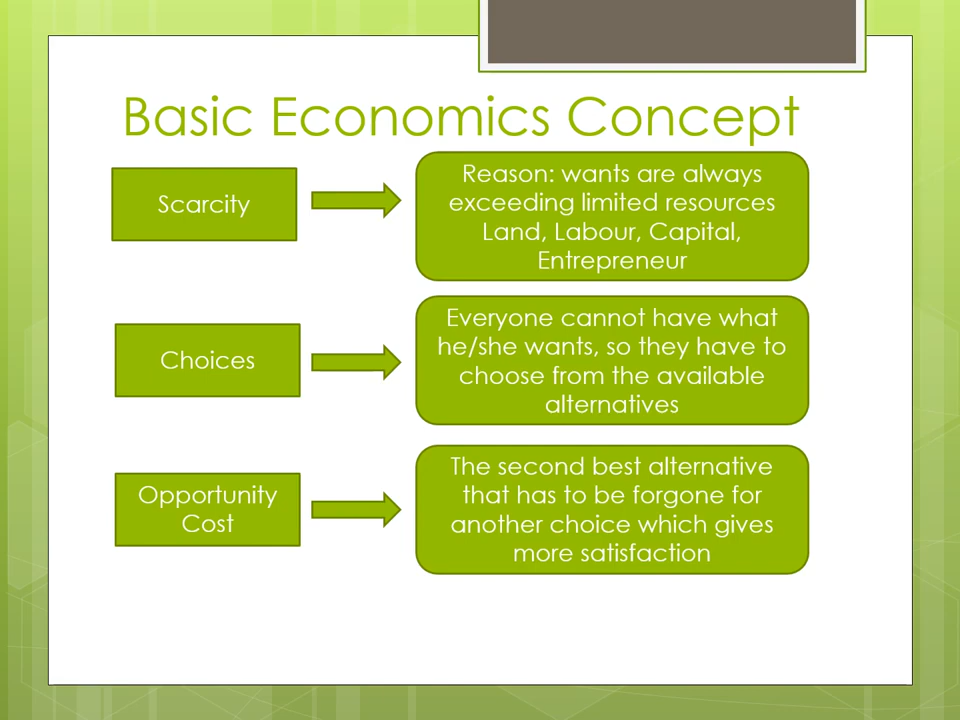 Basic Economics Concept
Scarcity
Reason: wants are always
exceeding limited resources
Land, Labour, Capital,
Entrepreneur
Choices
Everyone cannot have what
he/she wants, so they have to
choose from the available
alternatives
Opportunity
Cost
The second best alternative
that has to be forgone for
another choice which gives
more satisfaction